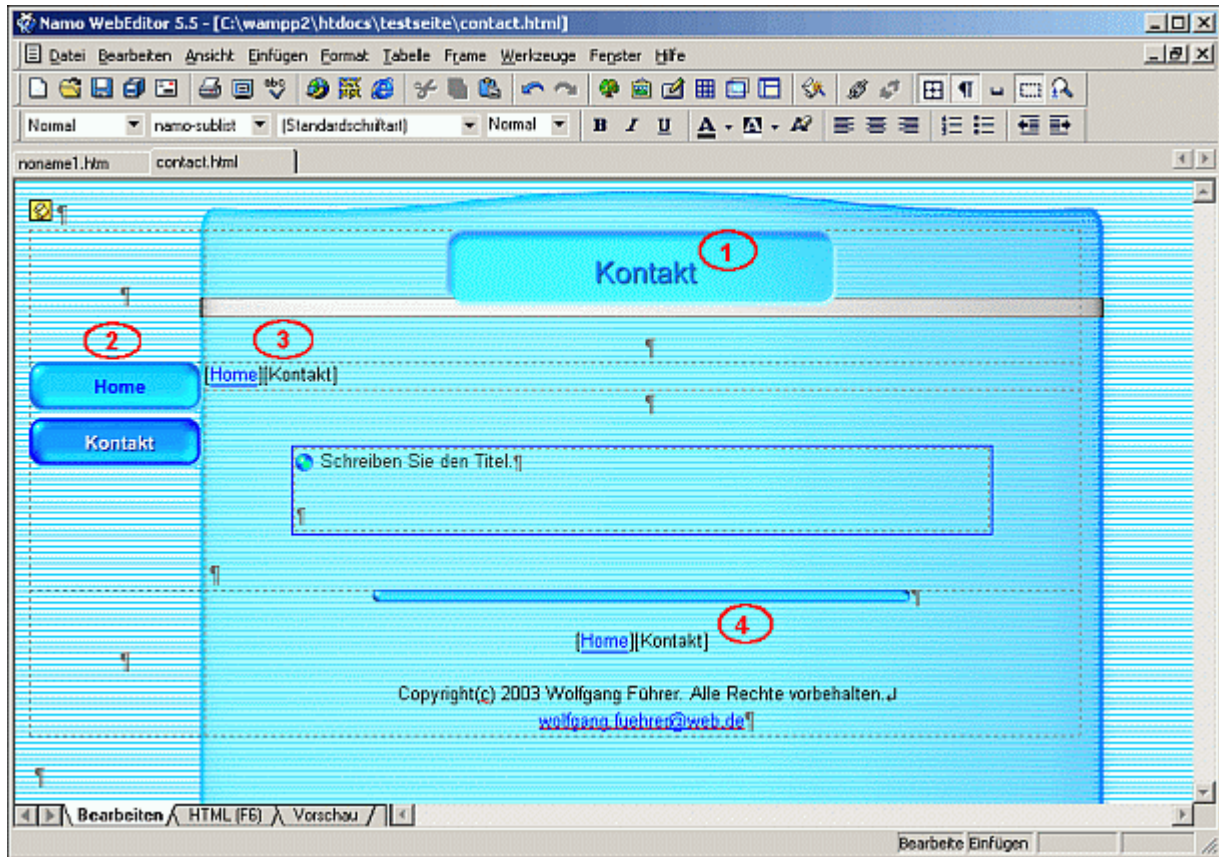 Namo WebEditor 5.5 - [C:\wampp2\htdocs\testseite\contact.html]
Datei Bearbeiten Ansicht Einfügen Format Tabelle Frame Werkzeuge Fenster Hilfe
Normal namo-sublist (Standardschriftart) Normal B I U A A A
noname1.htm contact.html
1
Kontakt
2 3
[Home][Kontakt]
Home
Kontakt
Schreiben Sie den Titel.¶
4
[Home][Kontakt]
Copyright(c) 2003 Wolfgang Führer. Alle Rechte vorbehalten.
wolfgang.fuehrer@web.de¶
Bearbeiten HTML (F6) Vorschau
Bearbeite Einfügen